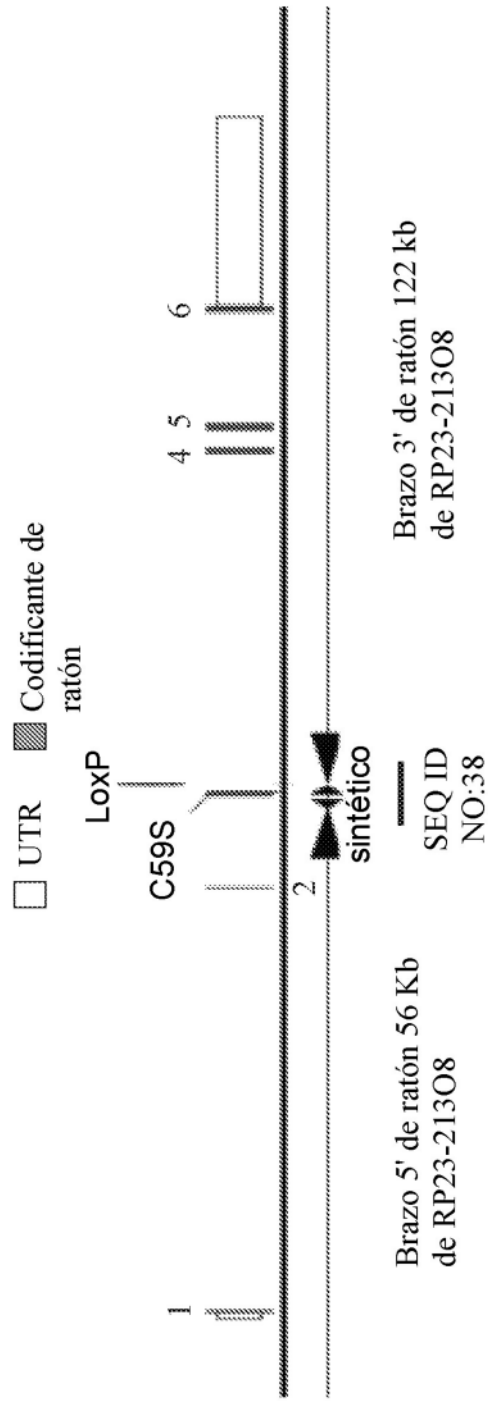 UTR
Codificante de
ratón
LoxP
C59S
1
2
4
5
6
sintético
SEQ ID
NO:38
Brazo 5' de ratón 56 Kb
de RP23-213O8
Brazo 3' de ratón 122 kb
de RP23-213O8